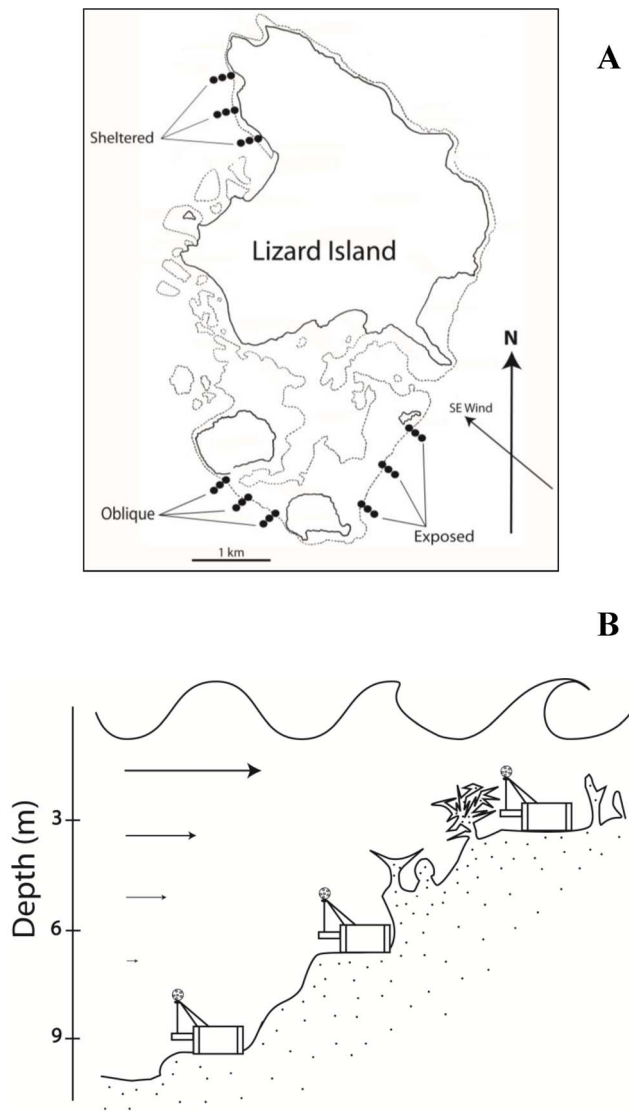 A
Sheltered
Lizard Island
N
SE Wind
Oblique
Exposed
1 km
B
Depth (m)
3
6
9